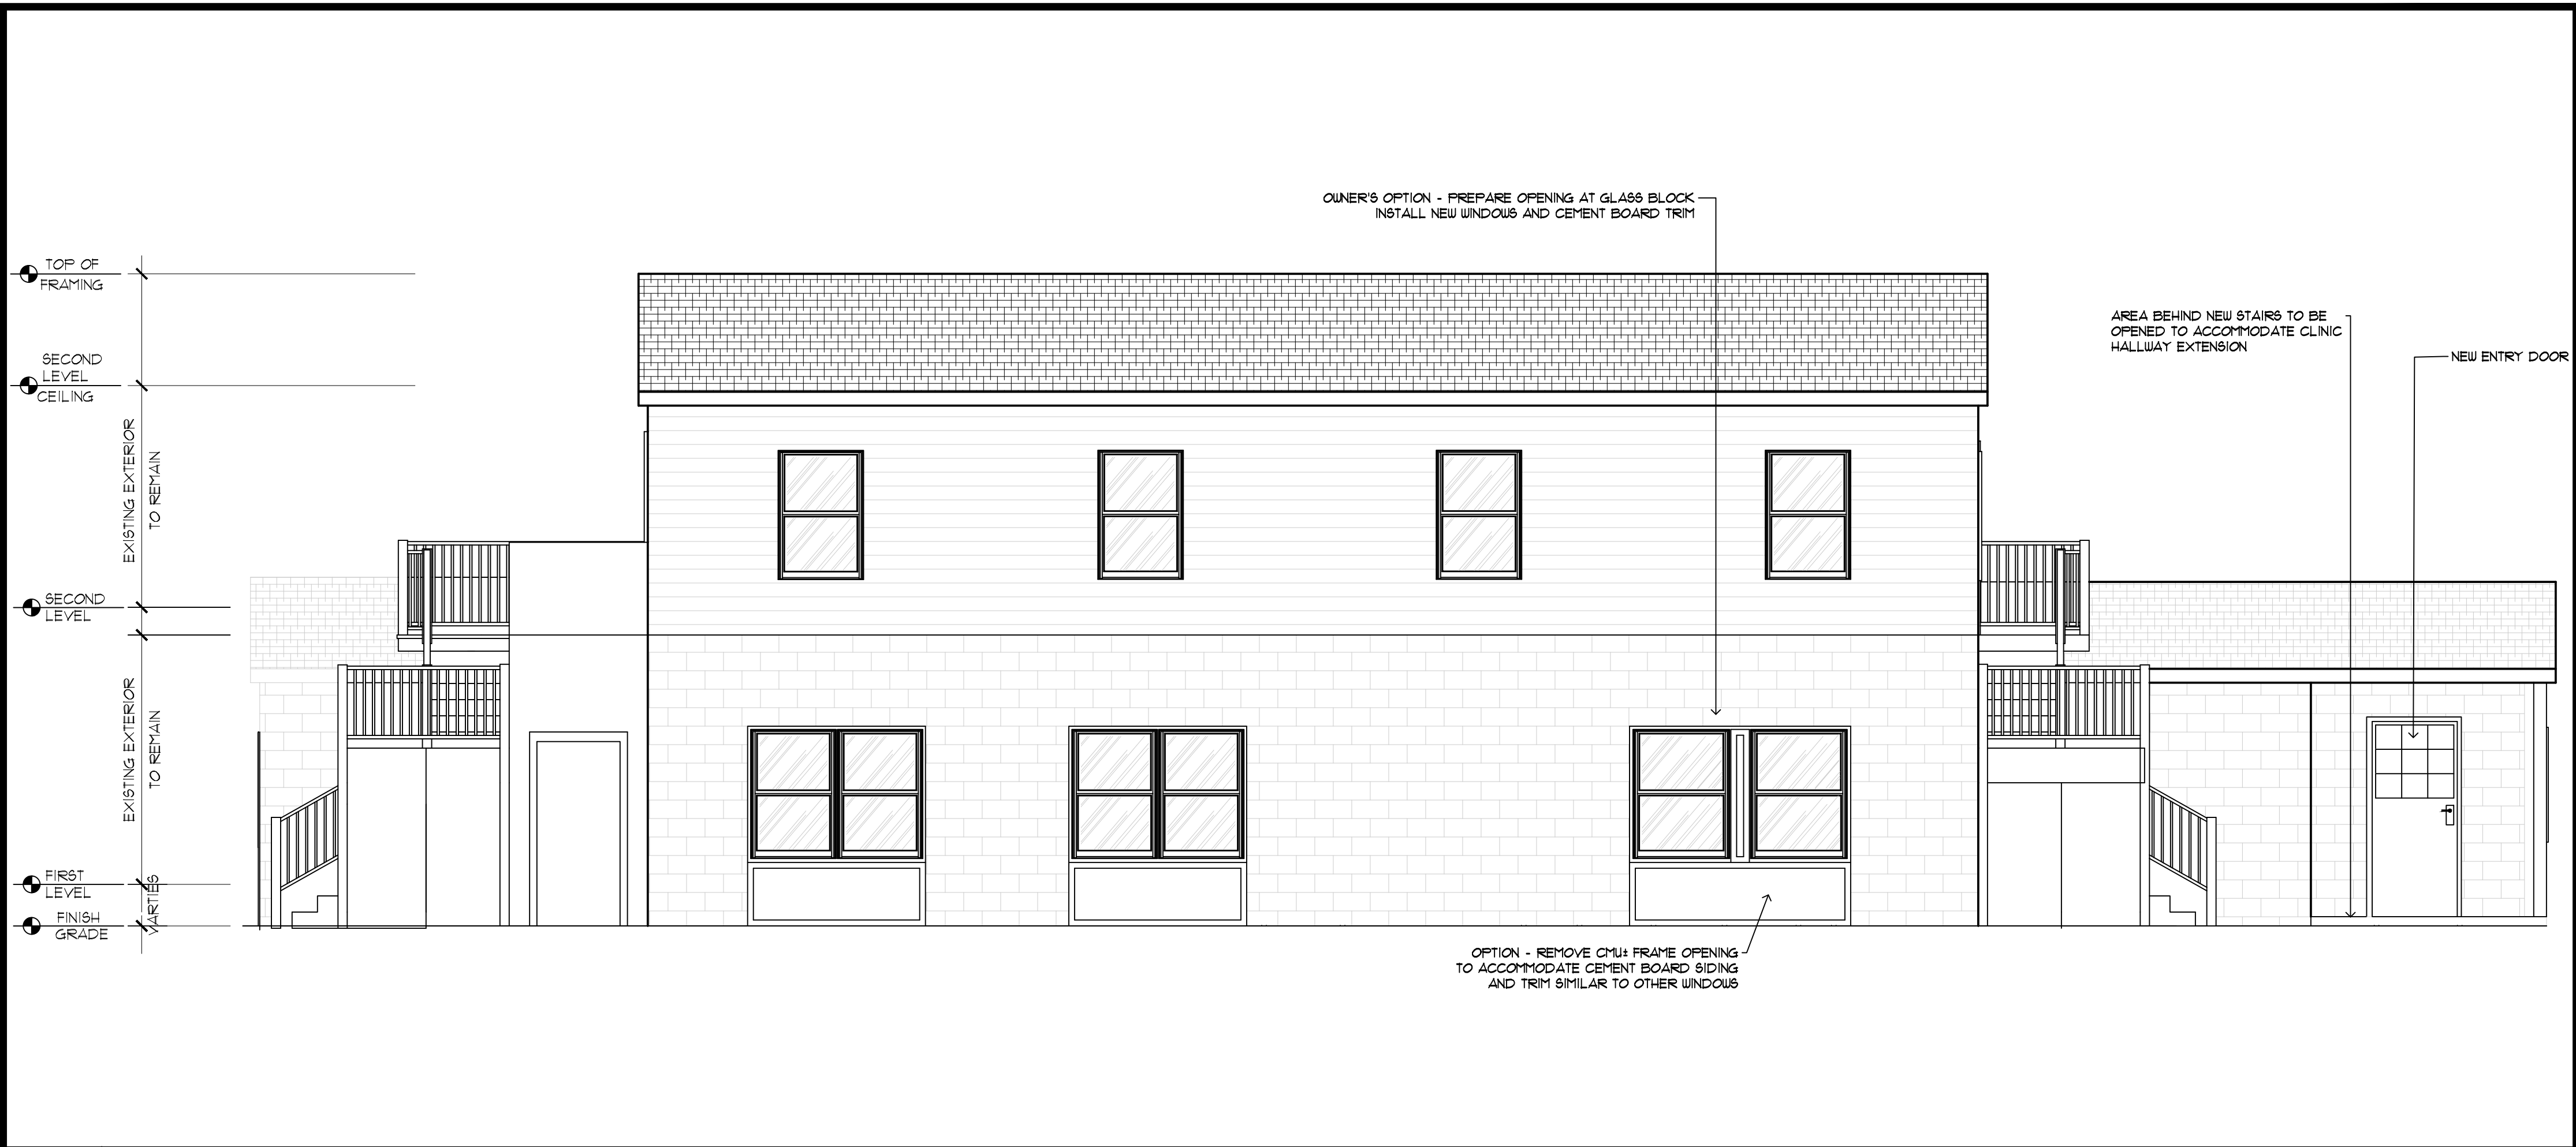 OWNER'S OPTION - PREPARE OPENING AT GLASS BLOCK
INSTALL NEW WINDOWS AND CEMENT BOARD TRIM
TOP OF
FRAMING
AREA BEHIND NEW STAIRS TO BE
OPENED TO ACCOMMODATE CLINIC
HALLWAY EXTENSION
NEW ENTRY DOOR
SECOND
LEVEL
CEILING
EXISTING EXTERIOR
TO REMAIN
SECOND
LEVEL
EXISTING EXTERIOR
TO REMAIN
FIRST
LEVEL
VARTIES
FINISH
GRADE
OPTION - REMOVE CMU± FRAME OPENING
TO ACCOMMODATE CEMENT BOARD SIDING
AND TRIM SIMILAR TO OTHER WINDOWS